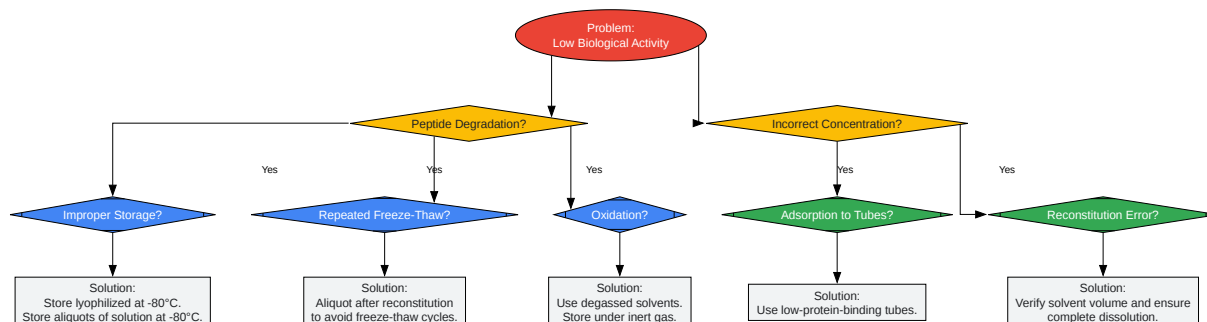 Problem:
Low Biological Activity
Peptide Degradation?
Incorrect Concentration?
Yes
Yes
Yes
Yes
Yes
Improper Storage?
Repeated Freeze-Thaw?
Oxidation?
Adsorption to Tubes?
Reconstitution Error?
Solution:
Store lyophilized at -80°C.
Store aliquots of solution at -80°C.
Solution:
Aliquot after reconstitution
to avoid freeze-thaw cycles.
Solution:
Use degassed solvents.
Store under inert gas.
Solution:
Use low-protein-binding tubes.
Solution:
Verify solvent volume and ensure
complete dissolution.